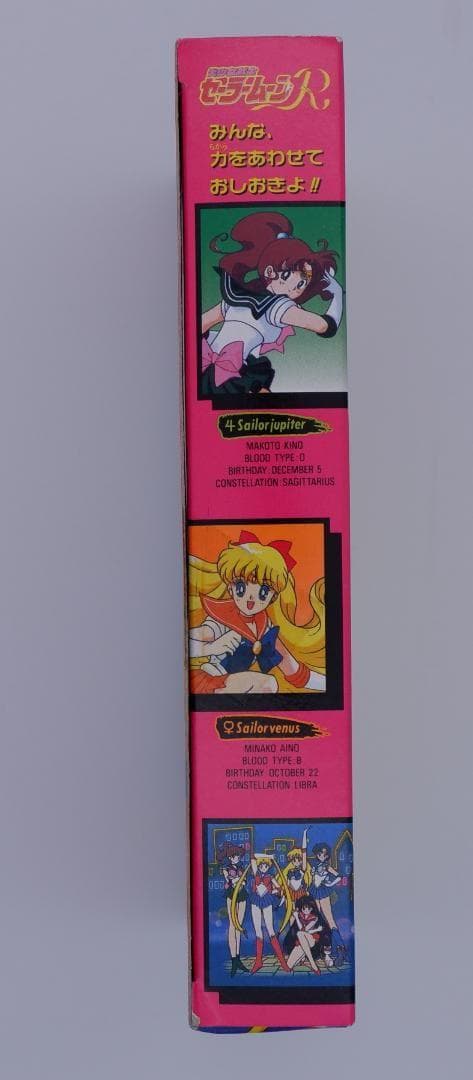 美少女戦士
セーラームーンR
みんな、
力をあわせて
ちから
おしおきよ!!
♃Sailorjupiter
MAKOTO KINO
BLOOD TYPE:O
BIRTHDAY:DECEMBER 5
CONSTELLATION:SAGITTARIUS
♀Sailorvenus
MINAKO AINO
BLOOD TYPE:B
BIRTHDAY:OCTOBER 22
CONSTELLATION:LIBRA